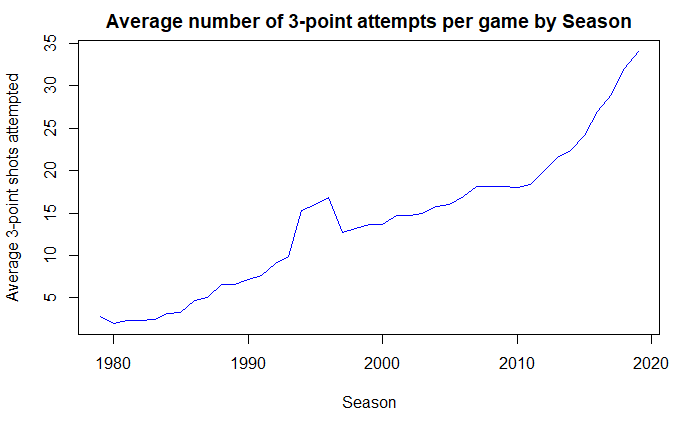 Average number of 3-point attempts per game by Season
Average 3-point shots attempted
35
30
25
20
15
10
5
1980 1990 2000 2010 2020
Season